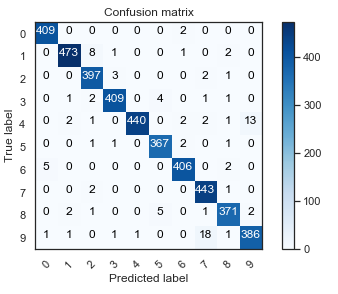 Confusion matrix
0 409 0 0 0 0 0 2 0 0 0
1 0 473 8 1 0 0 1 0 2 0
2 0 0 397 3 0 0 0 2 1 0
3 0 1 2 409 0 4 0 1 1 0
4 0 2 1 0 440 0 2 2 1 13
5 0 0 1 1 0 367 2 0 1 0
6 5 0 0 0 0 0 406 0 2 0
7 0 0 2 0 0 0 0 443 1 0
8 0 2 1 0 0 5 0 1 371 2
9 1 1 0 1 1 0 0 18 1 386
0 1 2 3 4 5 6 7 8 9
True label
Predicted label
400
300
200
100
0